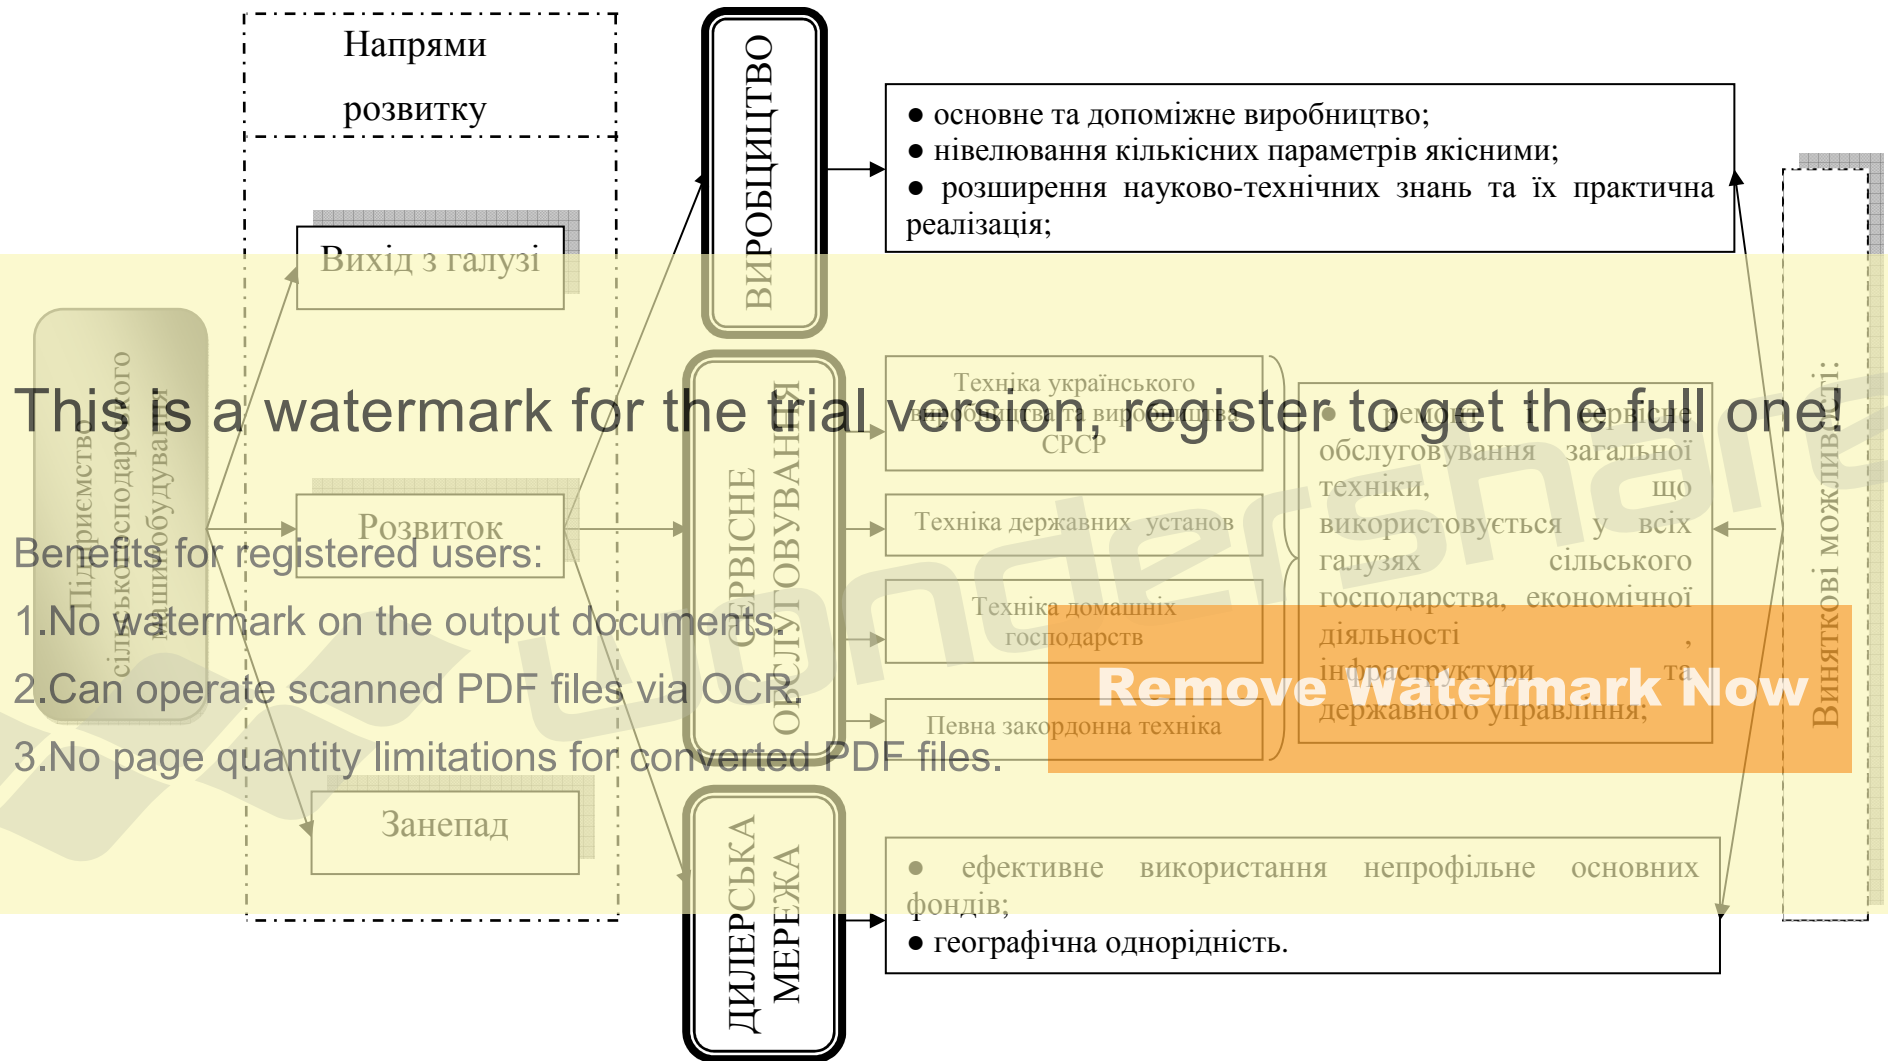 Напрями
розвитку
Вихід з галузі
Розвиток
Занепад
Підприємство
сільськогосподарського
машинобудування
ВИРОБЦИЦТВО
СЕРВІСНЕ
ОБСЛУГОВУВАННЯ
ДИЛЕРСЬКА
МЕРЕЖА
● основне та допоміжне виробництво;
● нівелювання кількісних параметрів якісними;
● розширення науково-технічних знань та їх практична
реалізація;
Техніка українського
виробництва та виробництва
СРСР
Техніка державних установ
Техніка домашніх
господарств
Певна закордонна техніка
● ремонт і сервісне
обслуговування загальної
техніки, що
використовується у всіх
галузях сільського
господарства, економічної
діяльності ,
інфраструктури та
державного управління;
● ефективне використання непрофільне основних
фондів;
● географічна однорідність.
Виняткові можливості:
This is a watermark for the trial version, register to get the full one!
Benefits for registered users:
1.No watermark on the output documents.
2.Can operate scanned PDF files via OCR.
3.No page quantity limitations for converted PDF files.
Remove Watermark Now
wondershare